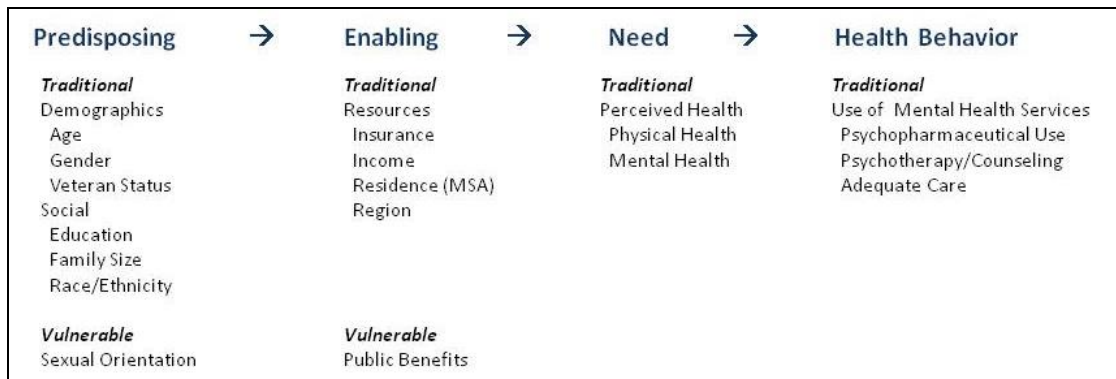 Predisposing → Enabling → Need → Health Behavior
Traditional
Demographics
Age
Gender
Veteran Status
Social
Education
Family Size
Race/Ethnicity
Vulnerable
Sexual Orientation
Traditional
Resources
Insurance
Income
Residence (MSA)
Region
Vulnerable
Public Benefits
Traditional
Perceived Health
Physical Health
Mental Health
Traditional
Use of Mental Health Services
Psychopharmaceutical Use
Psychotherapy/Counseling
Adequate Care